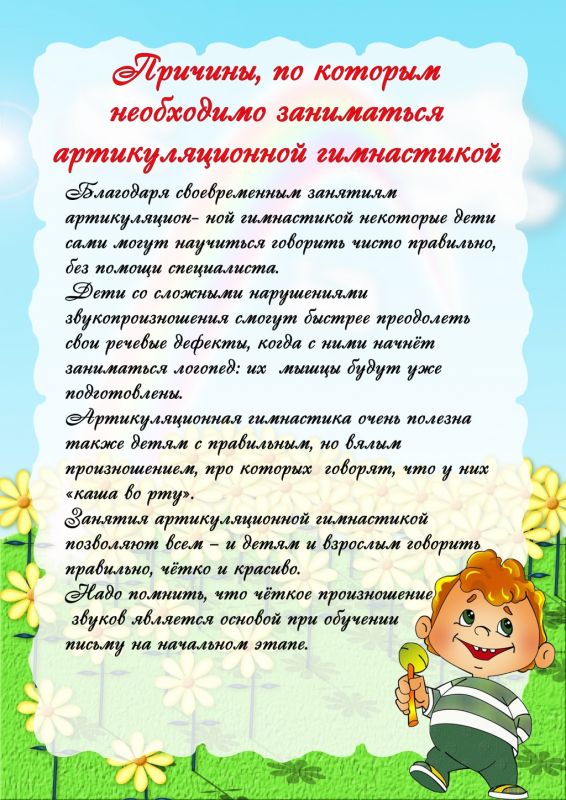 Причины, по которым
необходимо заниматься
артикуляционной гимнастикой
Благодаря своевременным занятиям
артикуляцион- ной гимнастикой некоторые дети
сами могут научиться говорить чисто правильно,
без помощи специалиста.
Дети со сложными нарушениями
звукопроизношения смогут быстрее преодолеть
свои речевые дефекты, когда с ними начнёт
заниматься логопед: их мышцы будут уже
подготовлены.
Артикуляционная гимнастика очень полезна
также детям с правильным, но вялым
произношением, про которых говорят, что у них
«каша во рту».
Занятия артикуляционной гимнастикой
позволяют всем – и детям и взрослым говорить
правильно, чётко и красиво.
Надо помнить, что чёткое произношение
звуков является основой при обучении
письму на начальном этапе.